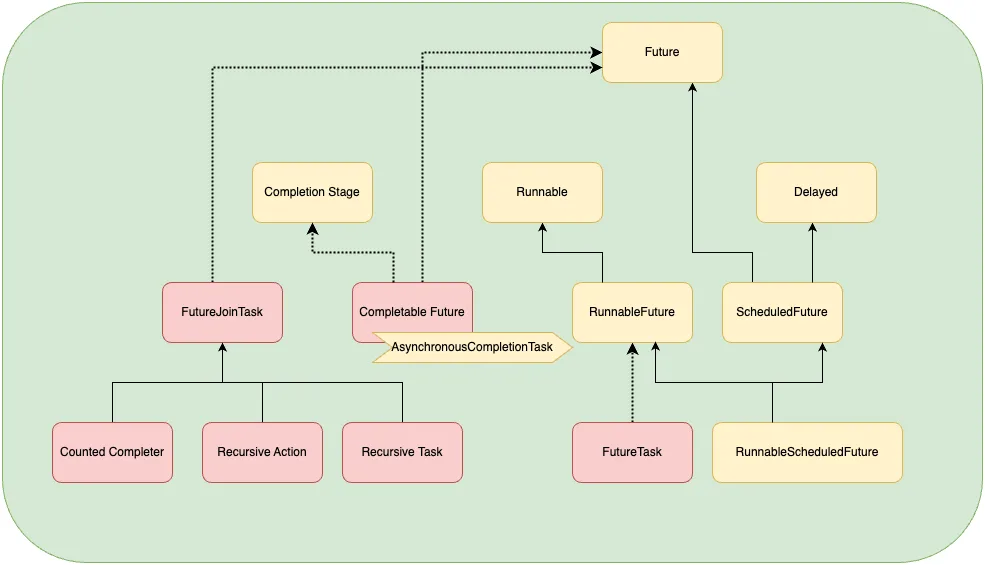 Future
Completion Stage
Runnable
Delayed
FutureJoinTask
Completable Future
RunnableFuture
ScheduledFuture
AsynchronousCompletionTask
Counted Completer
Recursive Action
Recursive Task
FutureTask
RunnableScheduledFuture